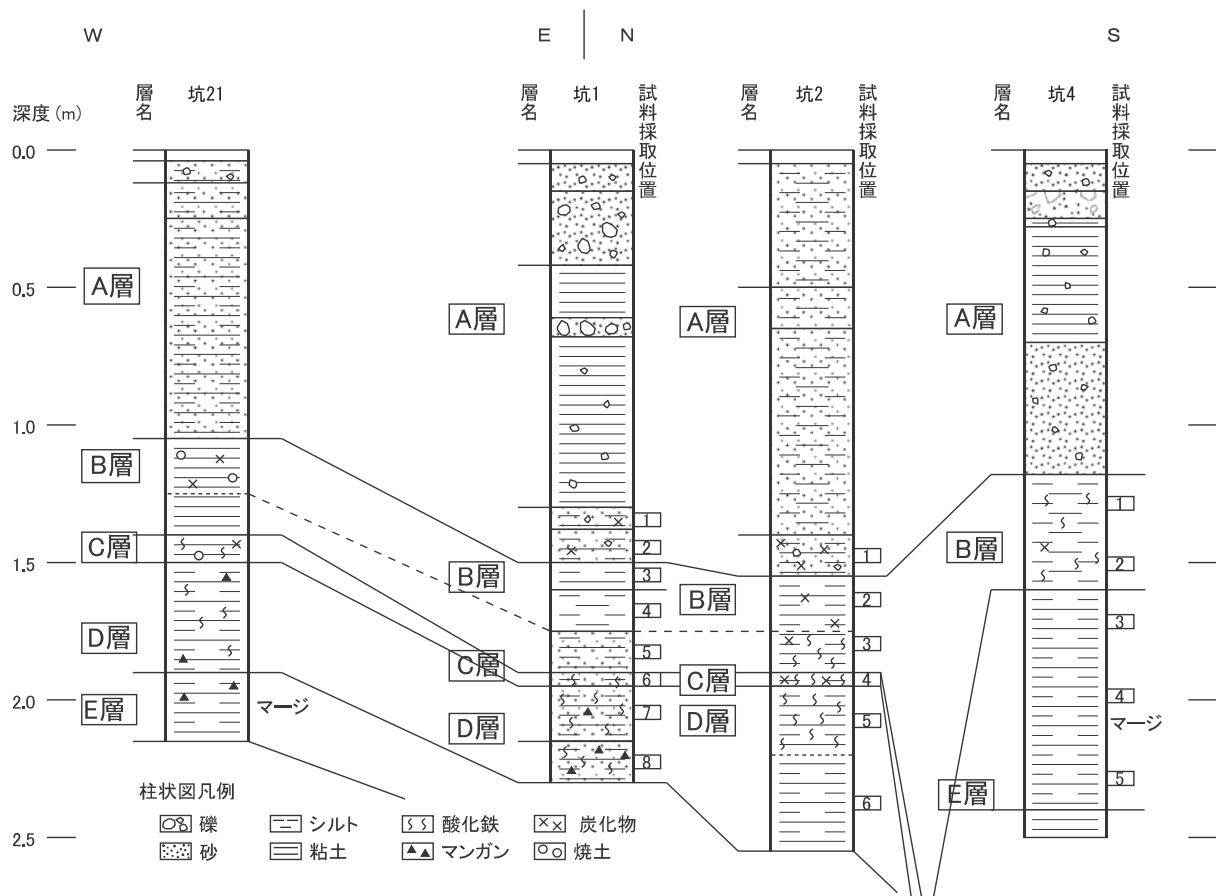 W
E
N
S
深度(m)
層名
坑21
層名
坑1
試料採取位置
層名
坑2
試料採取位置
層名
坑4
試料採取位置
0.0
0.5
1.0
1.5
2.0
2.5
A層
B層
C層
D層
E層
マージ
A層
B層
C層
D層
1
2
3
4
5
6
7
8
A層
B層
C層
D層
1
2
3
4
5
6
A層
B層
E層
1
2
3
4
マージ
5
柱状図凡例
礫
シルト
酸化鉄
炭化物
砂
粘土
マンガン
焼土